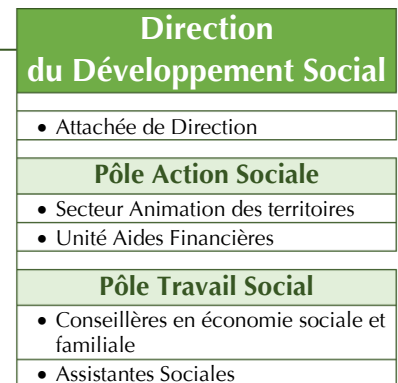 Direction
du Développement Social
• Attachée de Direction
Pôle Action Sociale
• Secteur Animation des territoires
• Unité Aides Financières
Pôle Travail Social
• Conseillères en économie sociale et
familiale
• Assistantes Sociales